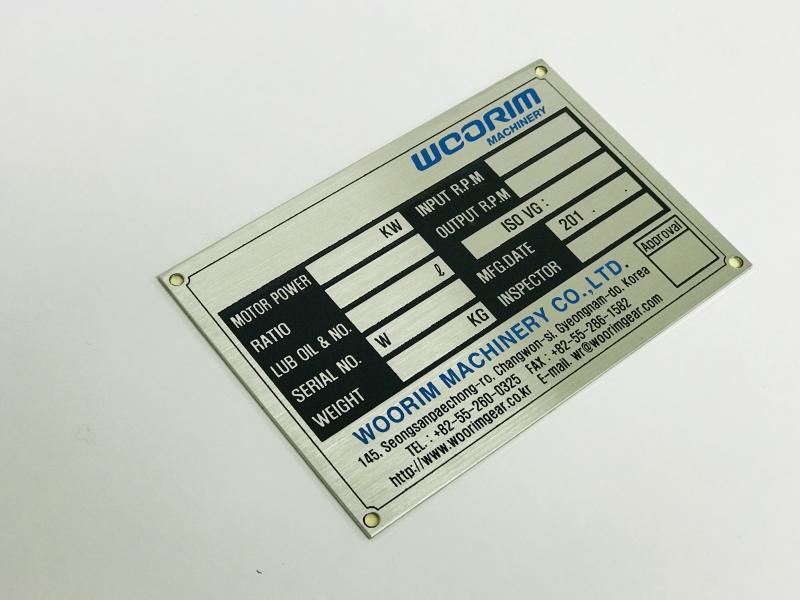 WOORIM
MACHINERY
MOTOR POWER KW INPUT R.P.M
RATIO OUTPUT R.P.M
LUB OIL & NO. ℓ ISO VG :
SERIAL NO. W MFG.DATE 201 . .
WEIGHT KG INSPECTOR
Approval
WOORIM MACHINERY CO.,LTD.
145, Seongsanpaechong-ro, Changwon-si, Gyeongnam-do, Korea
TEL. : +82-55-260-0325 FAX : +82-55-286-1582
http://www.woorimgear.co.kr E-mail. wr@woorimgear.com